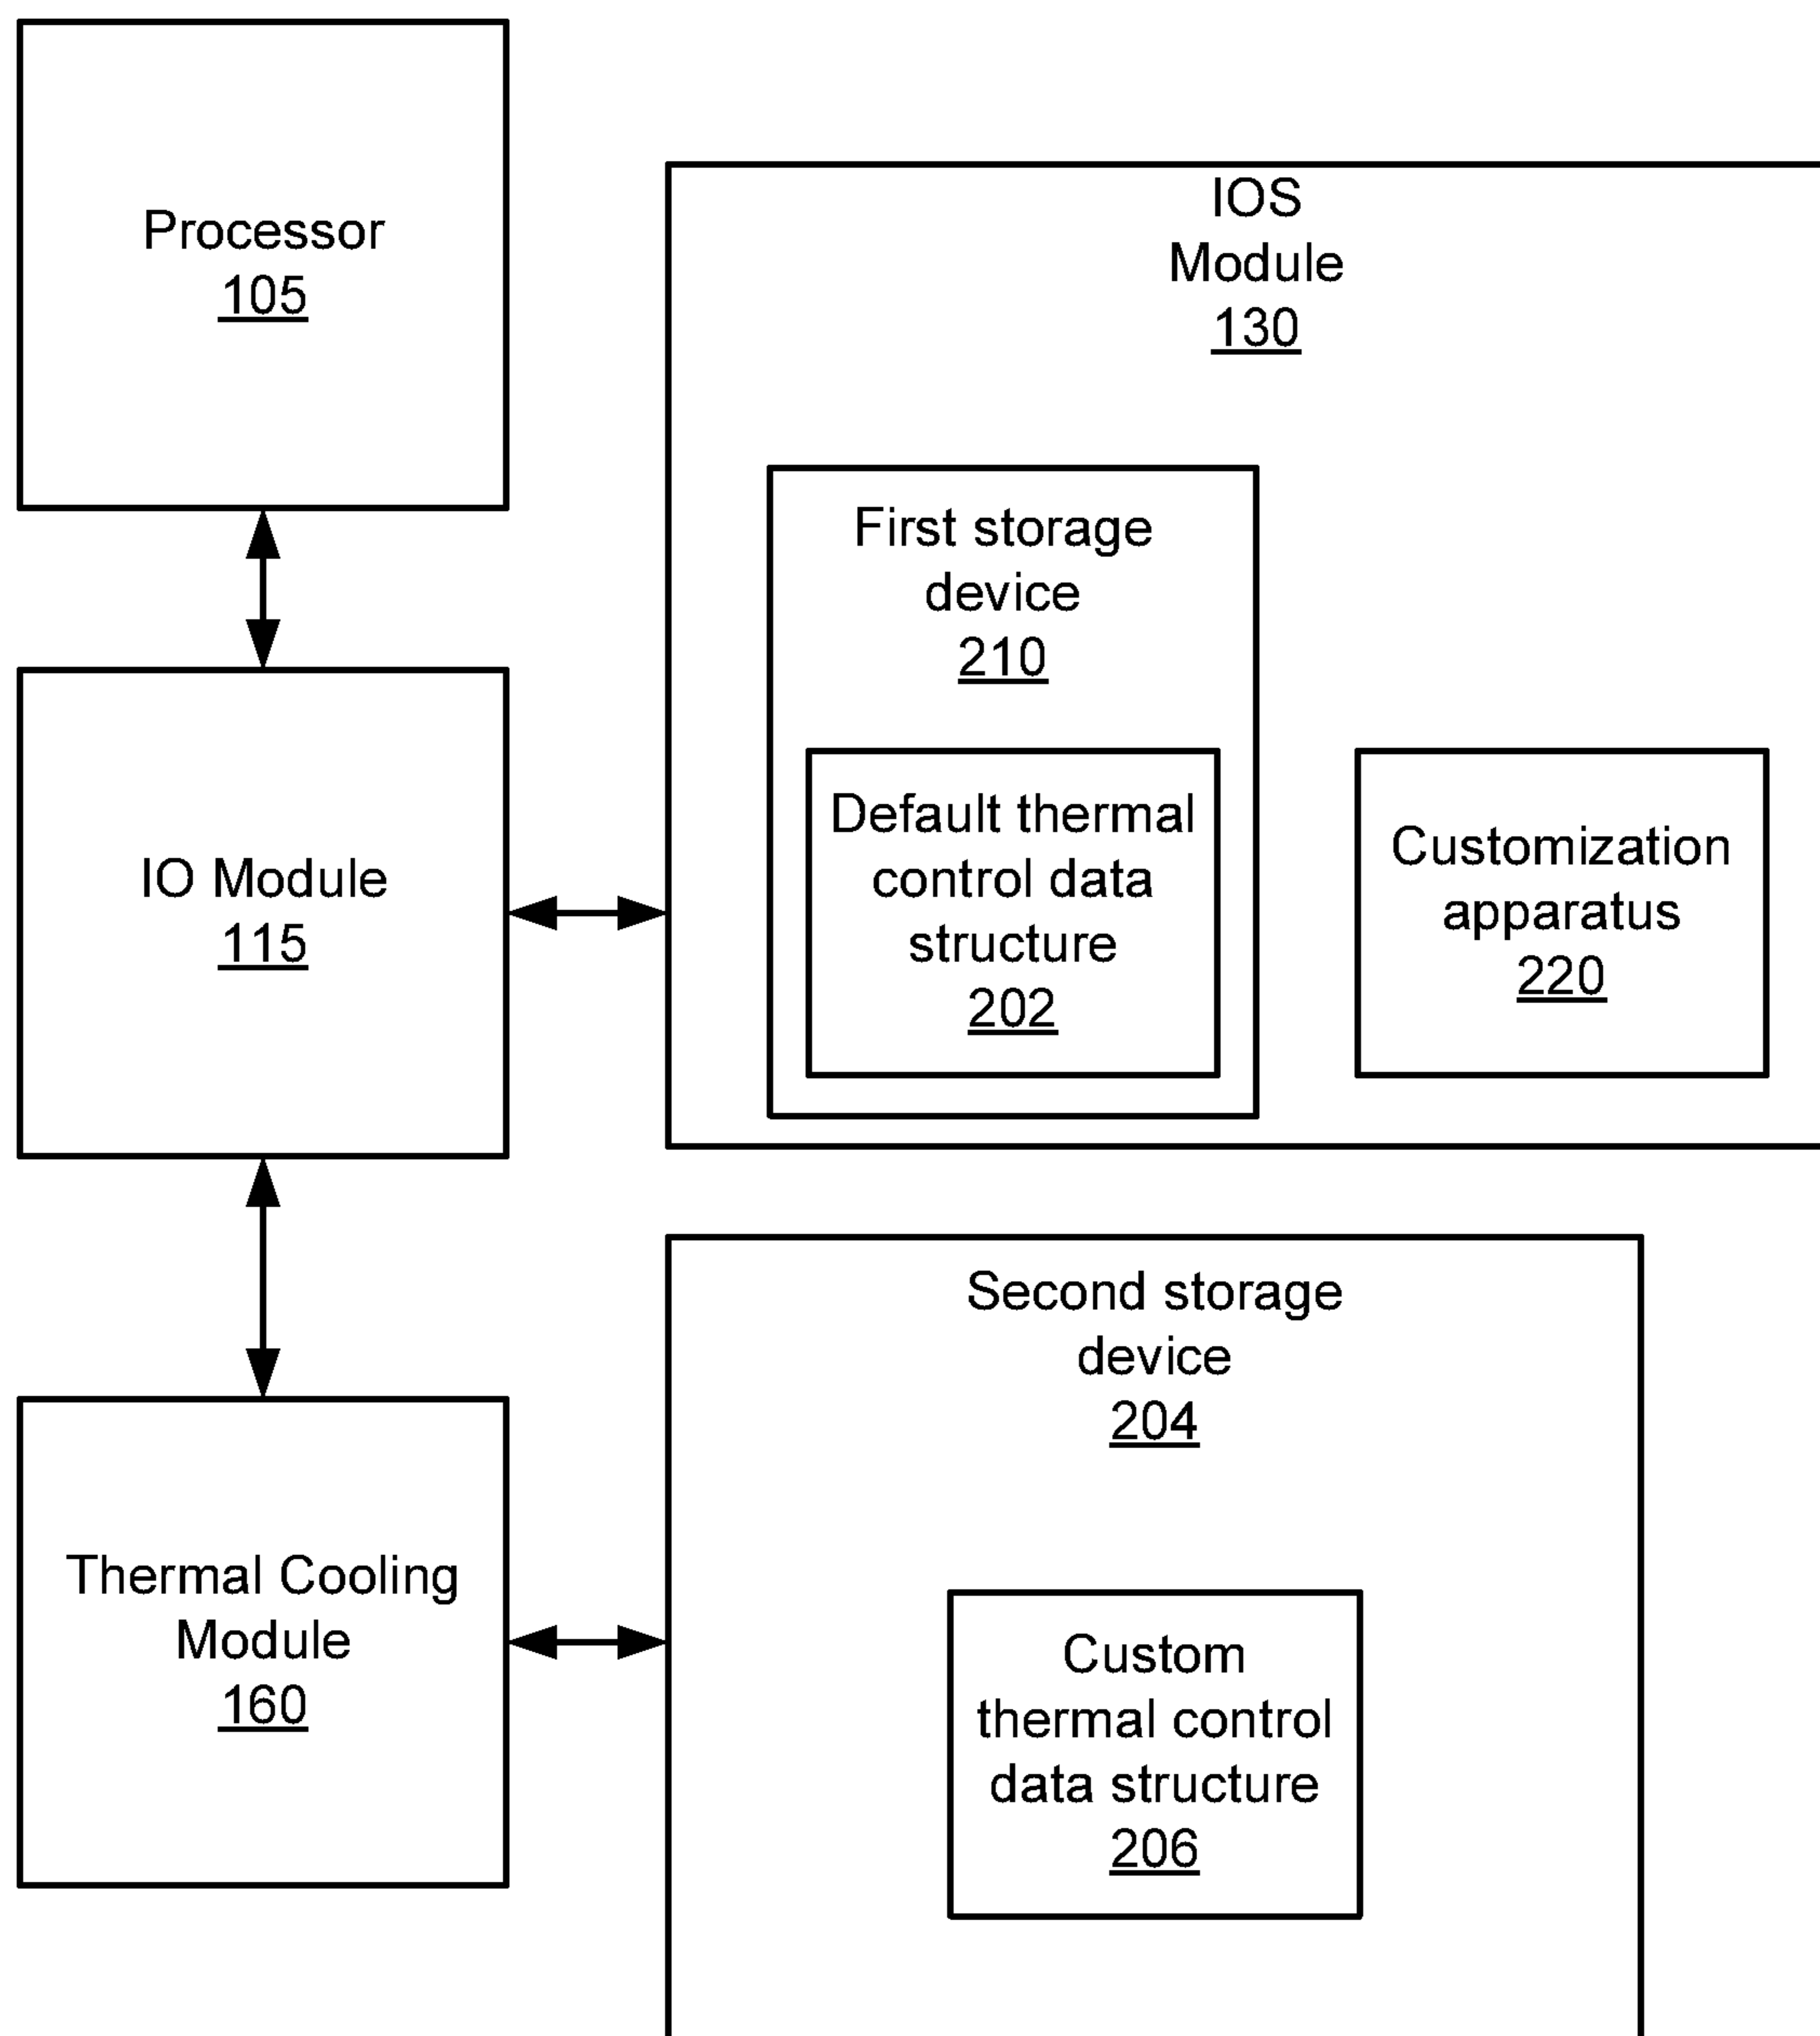 Processor
105
IOS
Module
130
First storage
device
210
Default thermal
control data
structure
202
Customization
apparatus
220
IO Module
115
Second storage
device
204
Custom
thermal control
data structure
206
Thermal Cooling
Module
160